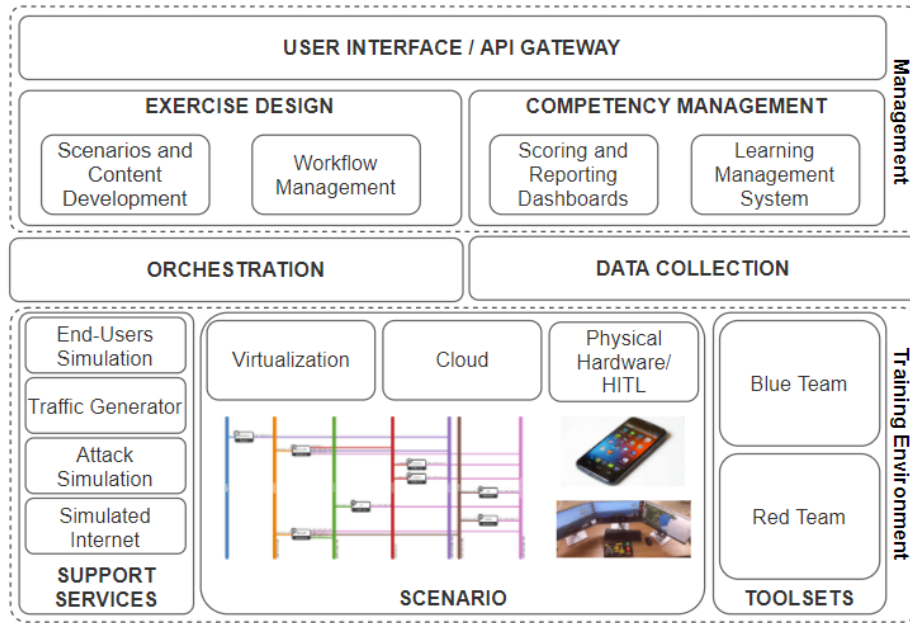 USER INTERFACE / API GATEWAY
Management
EXERCISE DESIGN
Scenarios and
Content
Development
Workflow
Management
COMPETENCY MANAGEMENT
Scoring and
Reporting
Dashboards
Learning
Management
System
ORCHESTRATION
DATA COLLECTION
Training Environment
End-Users
Simulation
Traffic Generator
Attack
Simulation
Simulated
Internet
SUPPORT
SERVICES
Virtualization
Cloud
Physical
Hardware/
HITL
SCENARIO
Blue Team
Red Team
TOOLSETS